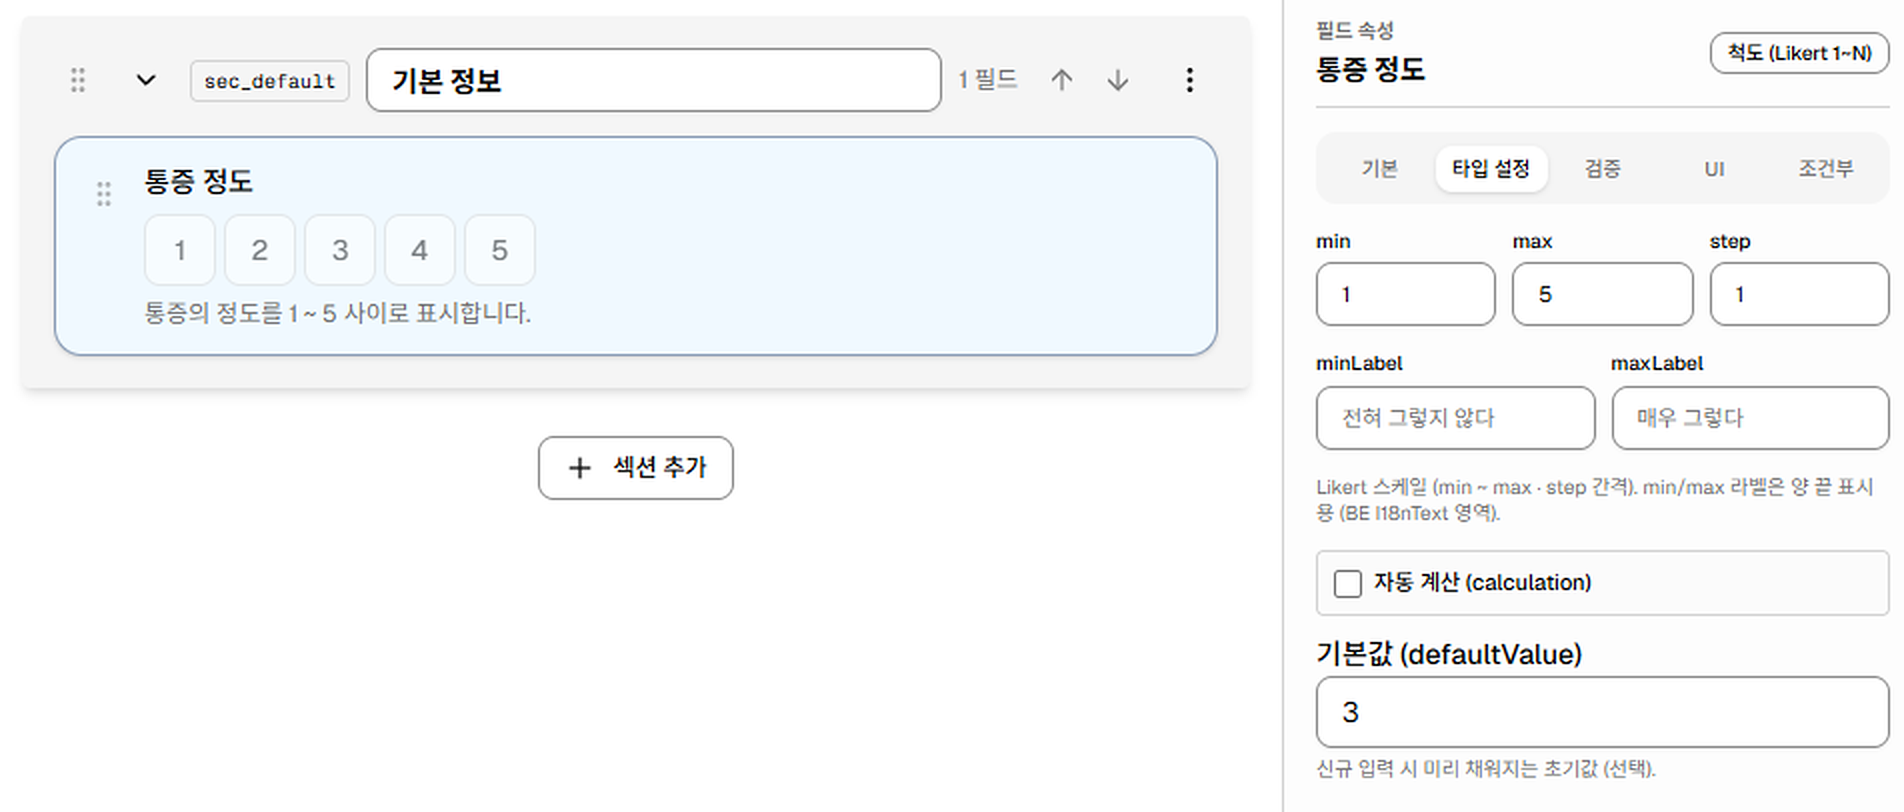 sec_default 기본 정보 1 필드
통증 정도
1 2 3 4 5
통증의 정도를 1 ~ 5 사이로 표시합니다.
+ 섹션 추가
필드 속성
통증 정도 척도 (Likert 1~N)
기본 타입 설정 검증 UI 조건부
min max step
1 5 1
minLabel maxLabel
전혀 그렇지 않다 매우 그렇다
Likert 스케일 (min ~ max · step 간격). min/max 라벨은 양 끝 표시
용 (BE I18nText 영역).
자동 계산 (calculation)
기본값 (defaultValue)
3
신규 입력 시 미리 채워지는 초기값 (선택).